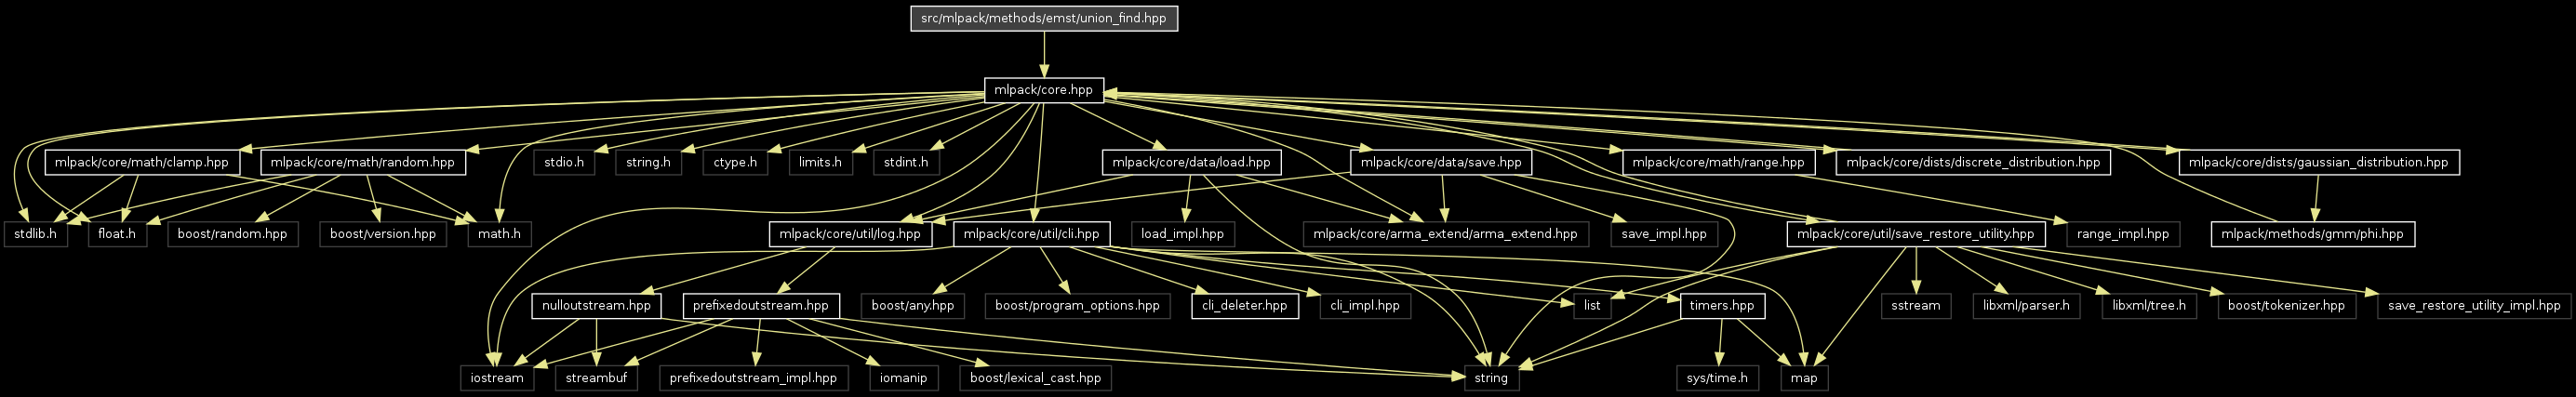 src/mlpack/methods/emst/union_find.hpp
mlpack/core.hpp
mlpack/core/math/clamp.hpp
mlpack/core/math/random.hpp
stdio.h
string.h
ctype.h
limits.h
stdint.h
mlpack/core/data/load.hpp
mlpack/core/data/save.hpp
mlpack/core/math/range.hpp
mlpack/core/dists/discrete_distribution.hpp
mlpack/core/dists/gaussian_distribution.hpp
stdlib.h
float.h
boost/random.hpp
boost/version.hpp
math.h
mlpack/core/util/log.hpp
mlpack/core/util/cli.hpp
load_impl.hpp
mlpack/core/arma_extend/arma_extend.hpp
save_impl.hpp
mlpack/core/util/save_restore_utility.hpp
range_impl.hpp
mlpack/methods/gmm/phi.hpp
nulloutstream.hpp
prefixedoutstream.hpp
boost/any.hpp
boost/program_options.hpp
cli_deleter.hpp
cli_impl.hpp
list
timers.hpp
sstream
libxml/parser.h
libxml/tree.h
boost/tokenizer.hpp
save_restore_utility_impl.hpp
iostream
streambuf
prefixedoutstream_impl.hpp
iomanip
boost/lexical_cast.hpp
string
sys/time.h
map